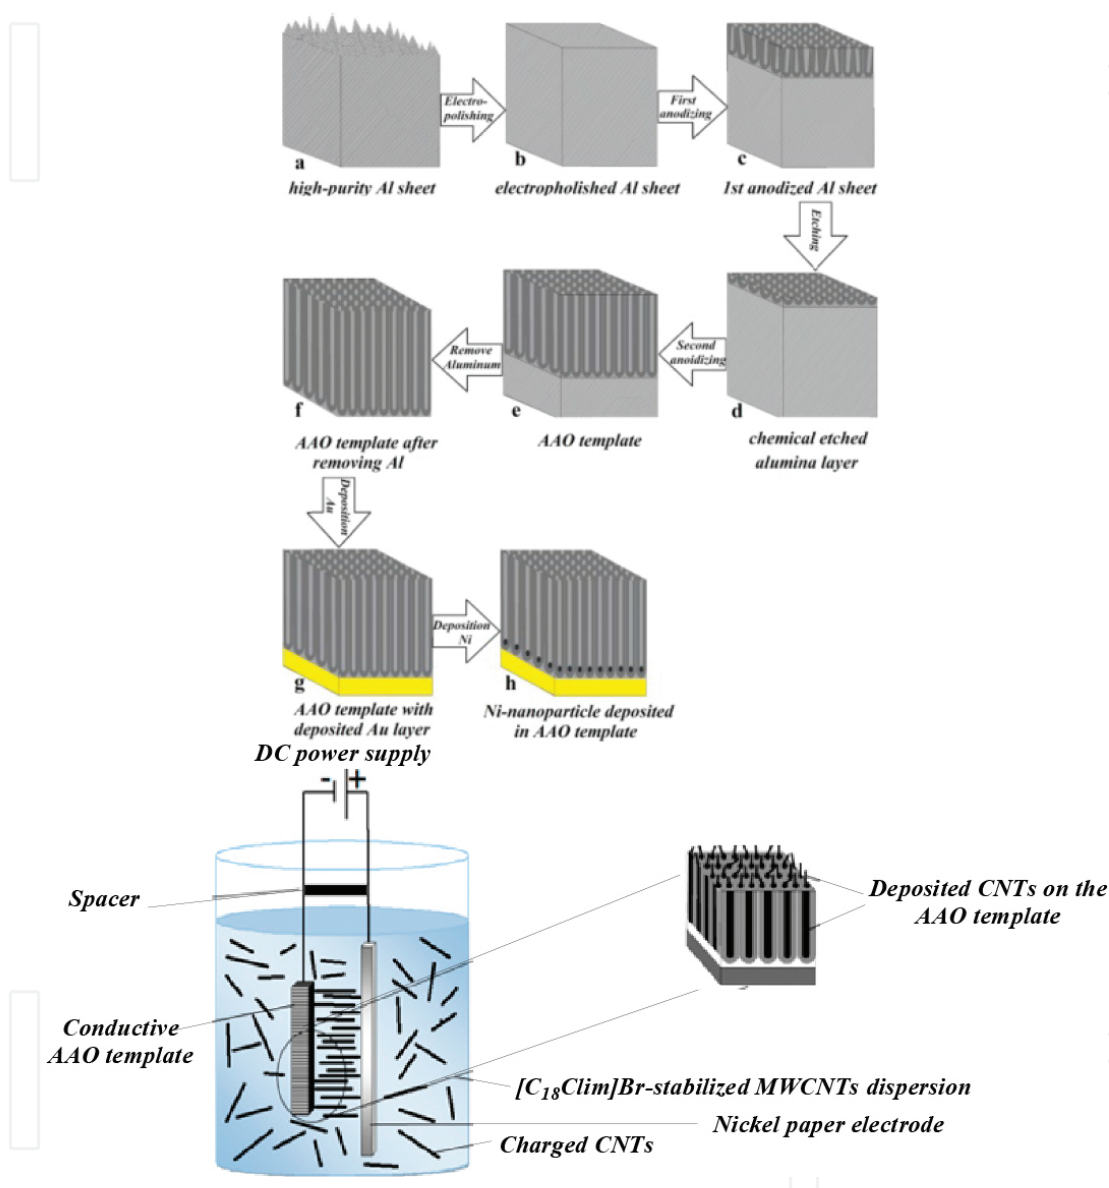 Electro-
polishing
First
anodizing
a
b
c
high-purity Al sheet
electropholished Al sheet
1st anodized Al sheet
Etching
Remove
Aluminum
Second
anoidizing
f
e
d
AAO template after
removing Al
AAO template
chemical etched
alumina layer
Deposition
Au
Deposition
Ni
g
h
AAO template with
deposited Au layer
Ni-nanoparticle deposited
in AAO template
DC power supply
- +
Spacer
Deposited CNTs on the
AAO template
Conductive
AAO template
[C₁₈Clim]Br-stabilized MWCNTs dispersion
Nickel paper electrode
Charged CNTs